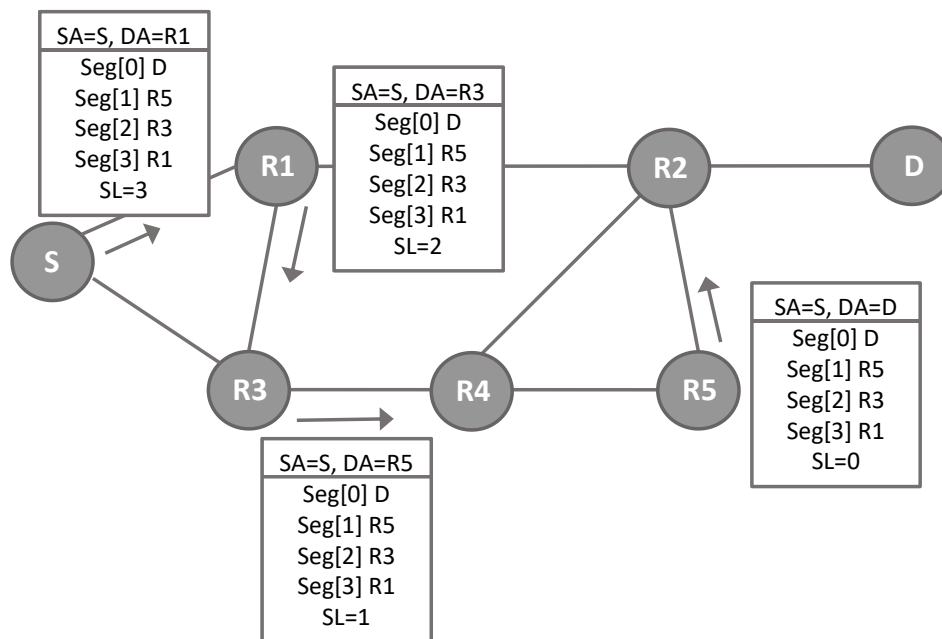 SA=S, DA=R1
Seg[0] D
Seg[1] R5
Seg[2] R3
Seg[3] R1
SL=3
SA=S, DA=R3
Seg[0] D
Seg[1] R5
Seg[2] R3
Seg[3] R1
SL=2
R1
R2
D
S
SA=S, DA=D
Seg[0] D
Seg[1] R5
Seg[2] R3
Seg[3] R1
SL=0
R3
R4
R5
SA=S, DA=R5
Seg[0] D
Seg[1] R5
Seg[2] R3
Seg[3] R1
SL=1